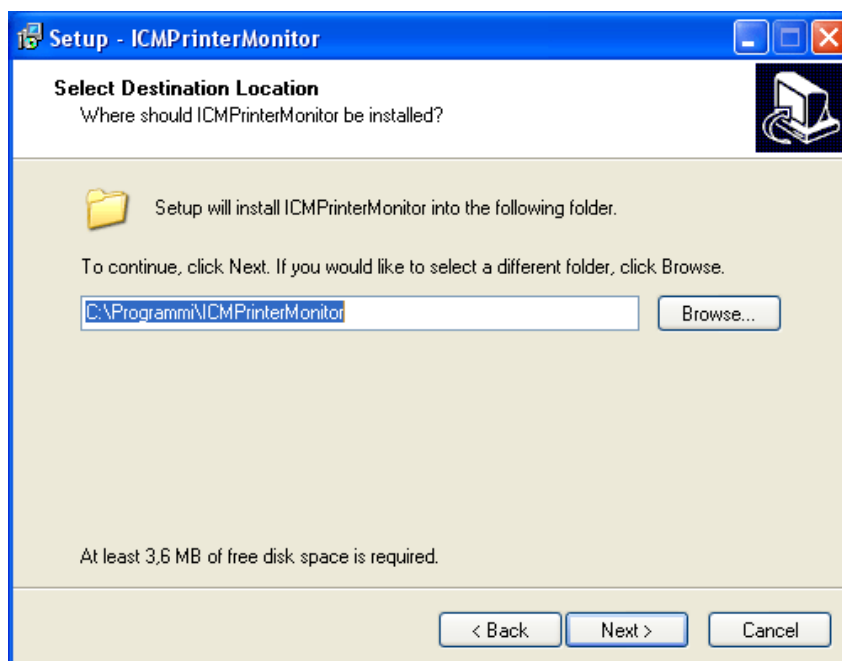 Setup - ICMPrinterMonitor
Select Destination Location
Where should ICMPrinterMonitor be installed?
Setup will install ICMPrinterMonitor into the following folder.
To continue, click Next. If you would like to select a different folder, click Browse.
C:\Programmi\ICMPrinterMonitor
Browse...
At least 3,6 MB of free disk space is required.
< Back
Next >
Cancel